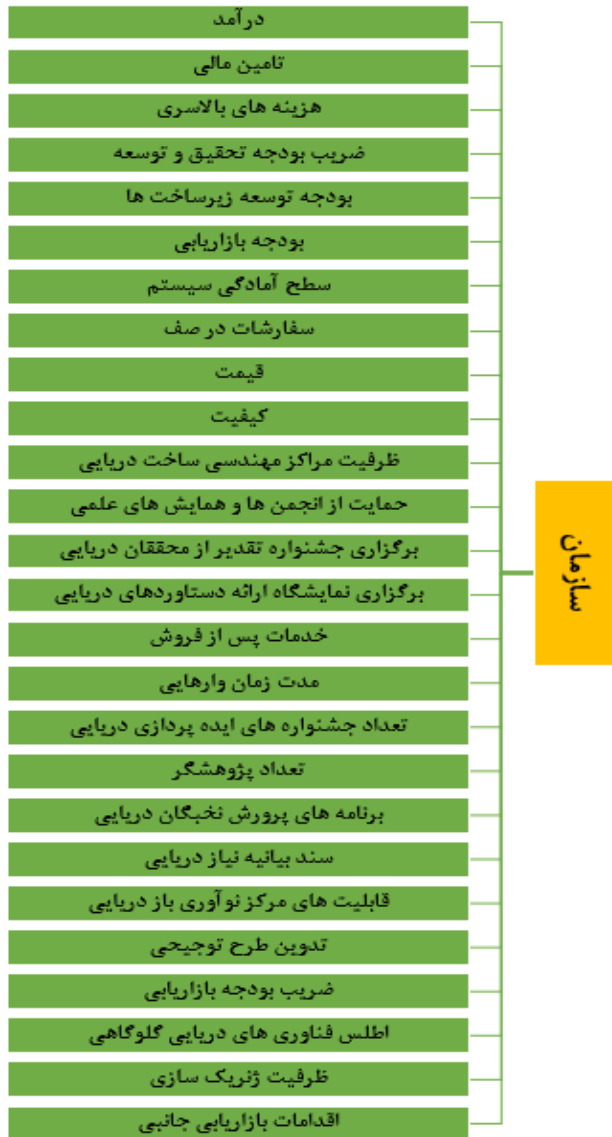 سازمان
درآمد
تامین مالی
هزینه های بالاسری
ضریب بودجه تحقیق و توسعه
بودجه توسعه زیرساخت ها
بودجه بازاریابی
سطح آمادگی سیستم
سفارشات در صف
قیمت
کیفیت
ظرفیت مراکز مهندسی ساخت دریایی
حمایت از انجمن ها و همایش های علمی
برگزاری جشنواره تقدیر از محققان دریایی
برگزاری نمایشگاه ارائه دستاوردهای دریایی
خدمات پس از فروش
مدت زمان وارهایی
تعداد جشنواره های ایده پردازی دریایی
تعداد پژوهشگر
برنامه های پرورش نخبگان دریایی
سند بیانیه نیاز دریایی
قابلیت های مرکز نوآوری باز دریایی
تدوین طرح توجیحی
ضریب بودجه بازاریابی
اطلس فناوری های دریایی گلوگاهی
ظرفیت ژنریک سازی
اقدامات بازاریابی جانبی